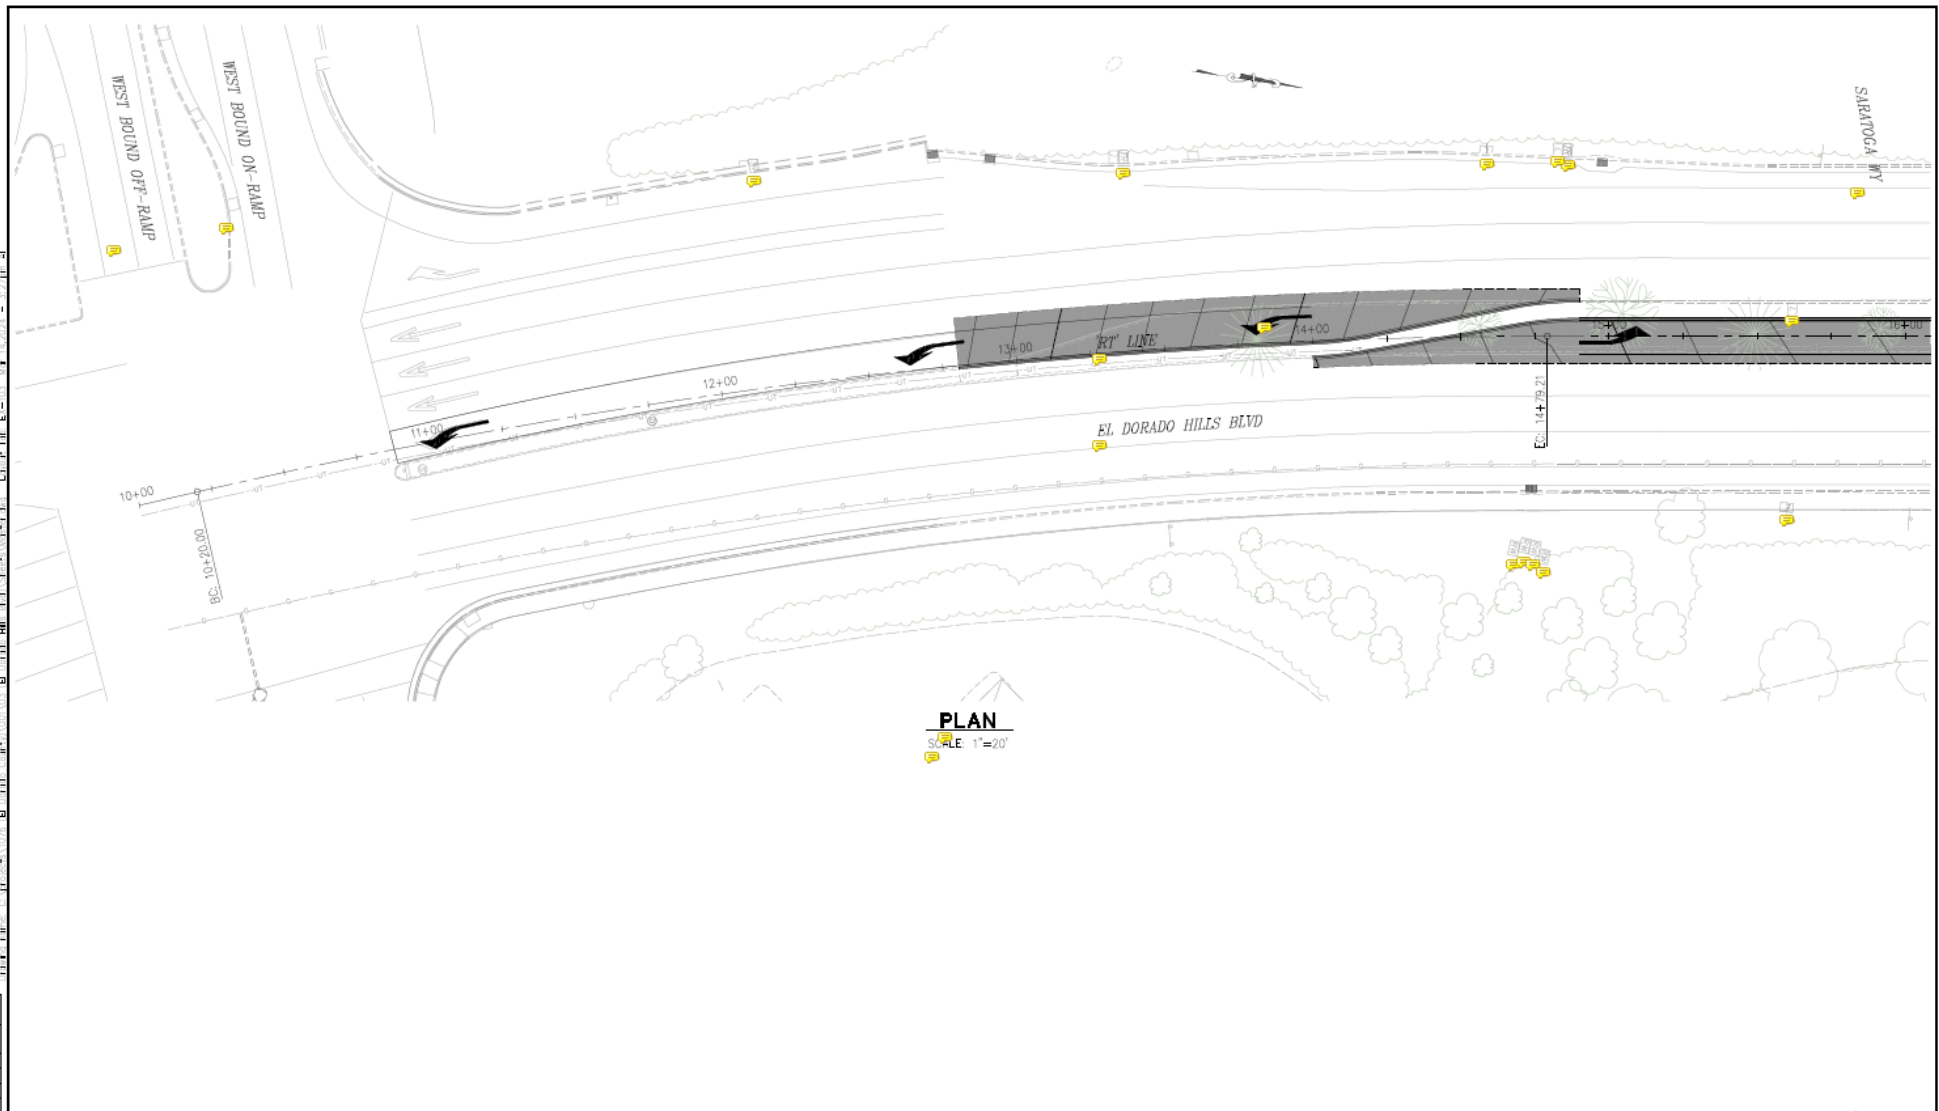 WEST BOUND OFF-RAMP
WEST BOUND ON-RAMP
SARATOGA WY
'RT' LINE
10+00
11+00
12+00
13+00
14+00
15+00
16+00
BC: 10+20.00
EC: 14+79.21
EL DORADO HILLS BLVD
PLAN
SCALE: 1"=20'